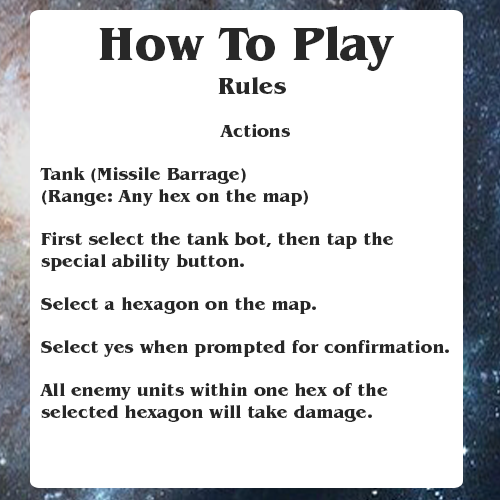 How To Play
Rules
Actions
Tank (Missile Barrage)
(Range: Any hex on the map)
First select the tank bot, then tap the
special ability button.
Select a hexagon on the map.
Select yes when prompted for confirmation.
All enemy units within one hex of the
selected hexagon will take damage.